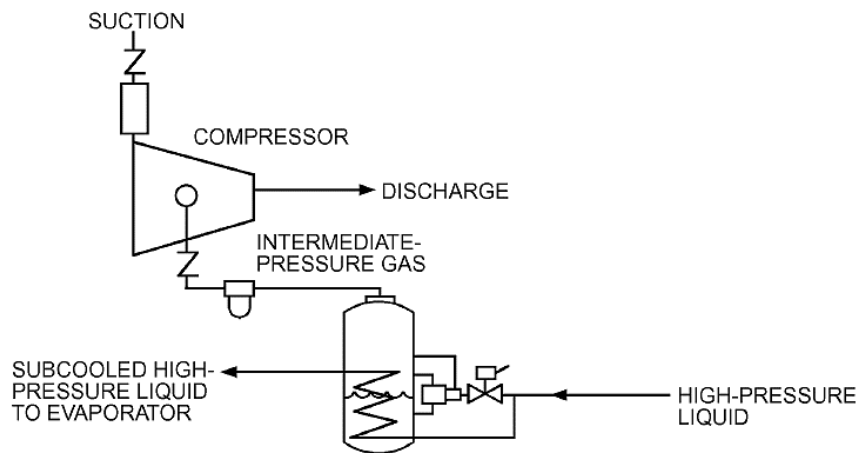 SUCTION
COMPRESSOR
DISCHARGE
INTERMEDIATE-
PRESSURE GAS
SUBCOOLED HIGH-
PRESSURE LIQUID
TO EVAPORATOR
HIGH-PRESSURE
LIQUID